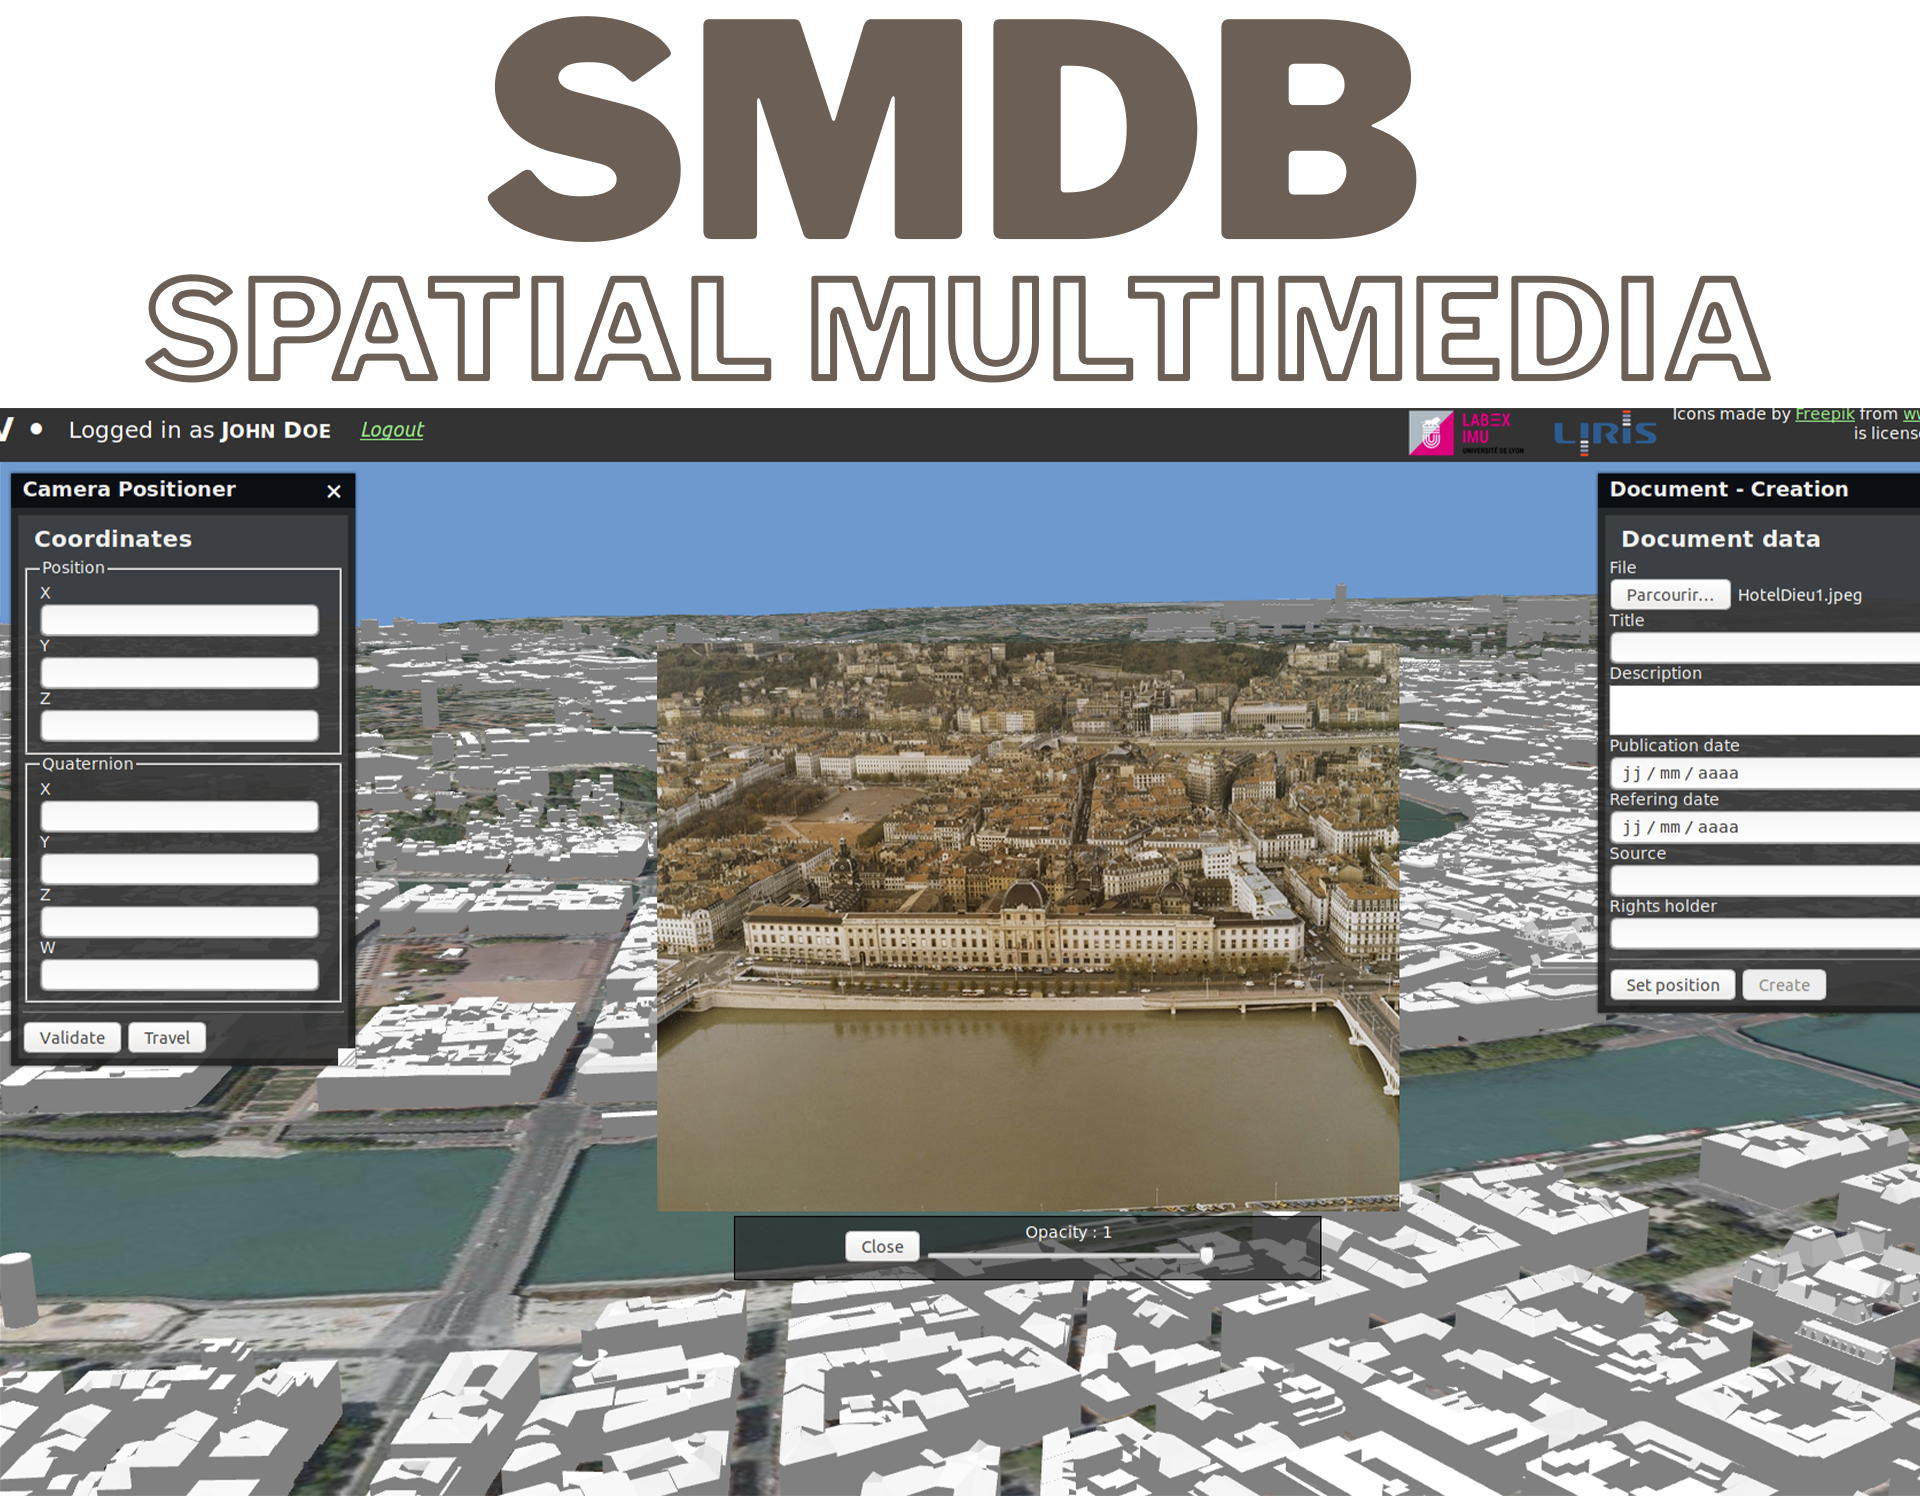 SMDB
SPATIAL MULTIMEDIA
V • Logged in as JOHN DOE Logout
LABEX
IMU
UNIVERSITÉ DE LYON
LIRIS
Icons made by Freepik from
is
Camera Positioner ×
Coordinates
Position
X
Y
Z
Quaternion
X
Y
Z
W
Validate Travel
Document - Creation
Document data
File
Parcourir... HotelDieu1.jpeg
Title
Description
Publication date
jj / mm / aaaa
Refering date
jj / mm / aaaa
Source
Rights holder
Set position Create
Opacity : 1
Close